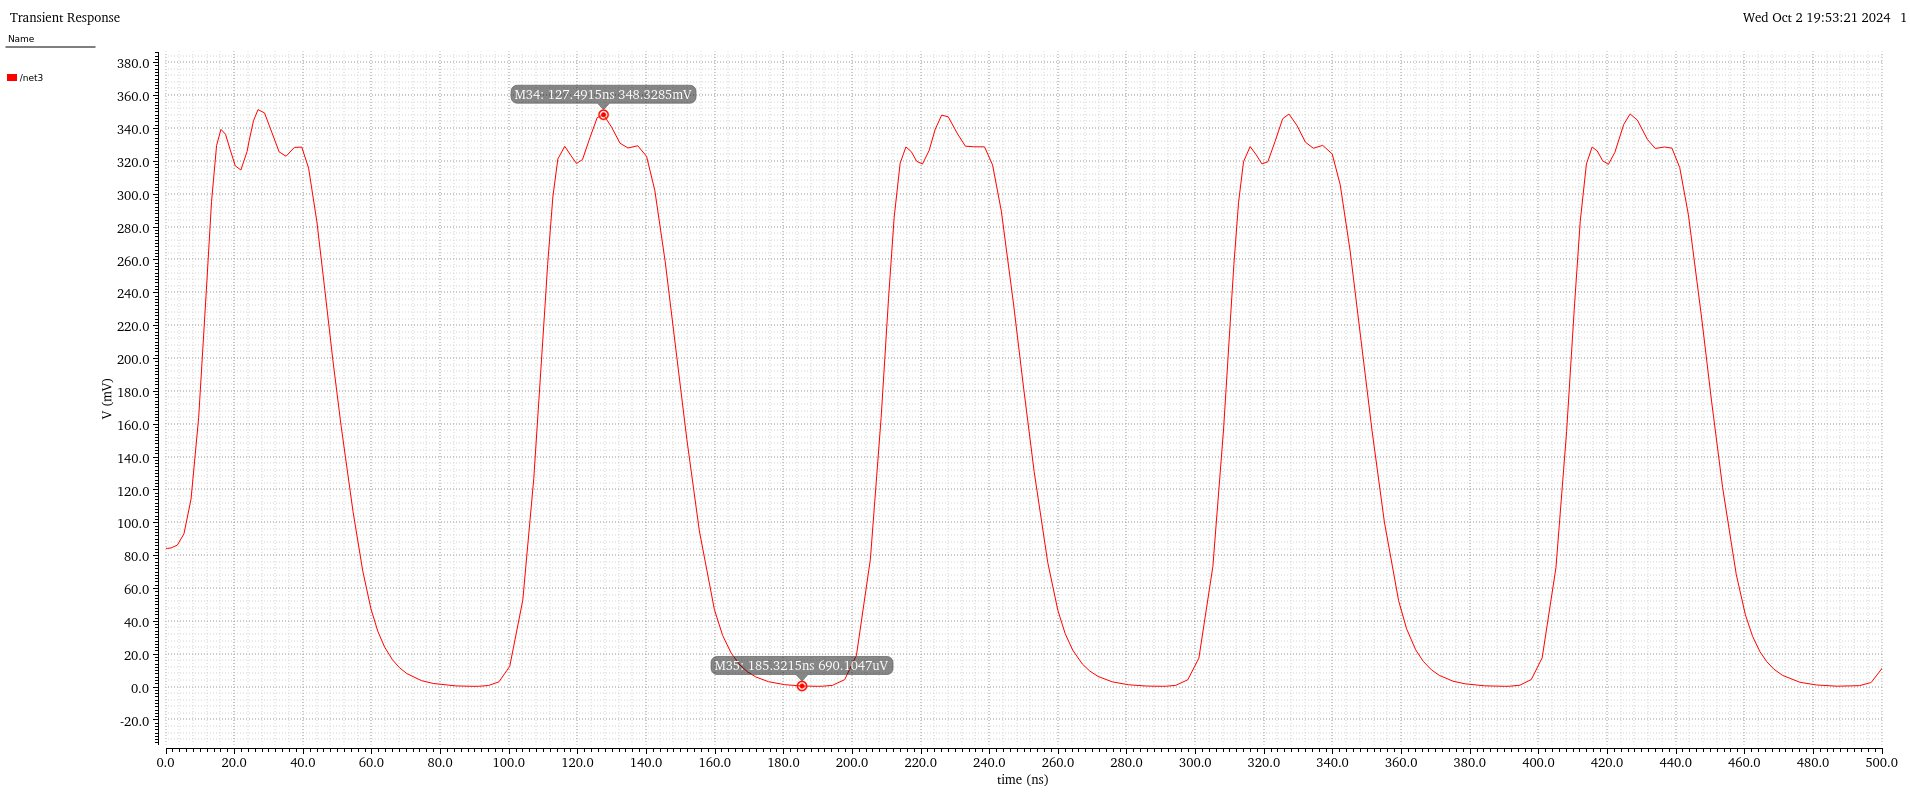 Transient Response
Wed Oct 2 19:53:21 2024 1
Name
/net3
380.0
360.0
340.0
320.0
300.0
280.0
260.0
240.0
220.0
200.0
180.0
160.0
140.0
120.0
100.0
80.0
60.0
40.0
20.0
0.0
-20.0
V (mV)
M34: 127.4915ns 348.3285mV
M35: 185.3215ns 690.1047uV
0.0 20.0 40.0 60.0 80.0 100.0 120.0 140.0 160.0 180.0 200.0 220.0 240.0 260.0 280.0 300.0 320.0 340.0 360.0 380.0 400.0 420.0 440.0 460.0 480.0 500.0
time (ns)